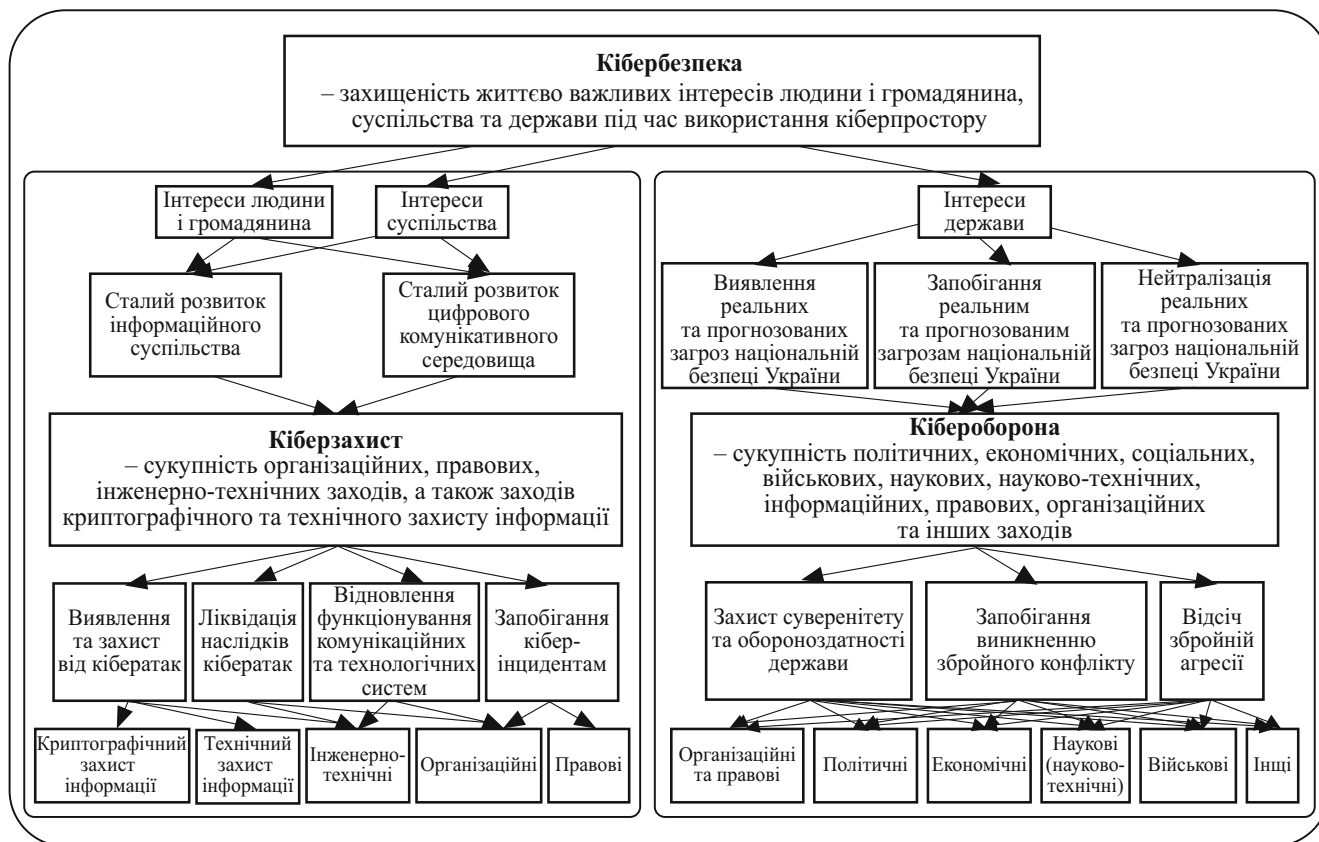 Кібербезпека
– захищеність життєво важливих інтересів людини і громадянина,
суспільства та держави під час використання кіберпростору
Інтереси людини
і громадянина
Інтереси
суспільства
Сталий розвиток
інформаційного
суспільства
Сталий розвиток
цифрового
комунікативного
середовища
Кіберзахист
– сукупність організаційних, правових,
інженерно-технічних заходів, а також заходів
криптографічного та технічного захисту інформації
Виявлення
та захист
від кібератак
Ліквідація
наслідків
кібератак
Відновлення
функціонування
комунікаційних
та технологічних
систем
Запобігання
кібер-
інцидентам
Криптографічний
захист
інформації
Технічний
захист
інформації
Інженерно-
технічні
Організаційні
Правові
Інтереси
держави
Виявлення
реальних
та прогнозованих
загроз національній
безпеці України
Запобігання
реальним
та прогнозованим
загрозам національній
безпеці України
Нейтралізація
реальних
та прогнозованих
загроз національній
безпеці України
Кібероборона
– сукупність політичних, економічних, соціальних,
військових, наукових, науково-технічних,
інформаційних, правових, організаційних
та інших заходів
Захист суверенітету
та обороноздатності
держави
Запобігання
виникненню
збройного конфлікту
Відсіч
збройній
агресії
Організаційні
та правові
Політичні
Економічні
Наукові
(науково-
технічні)
Військові
Інщі